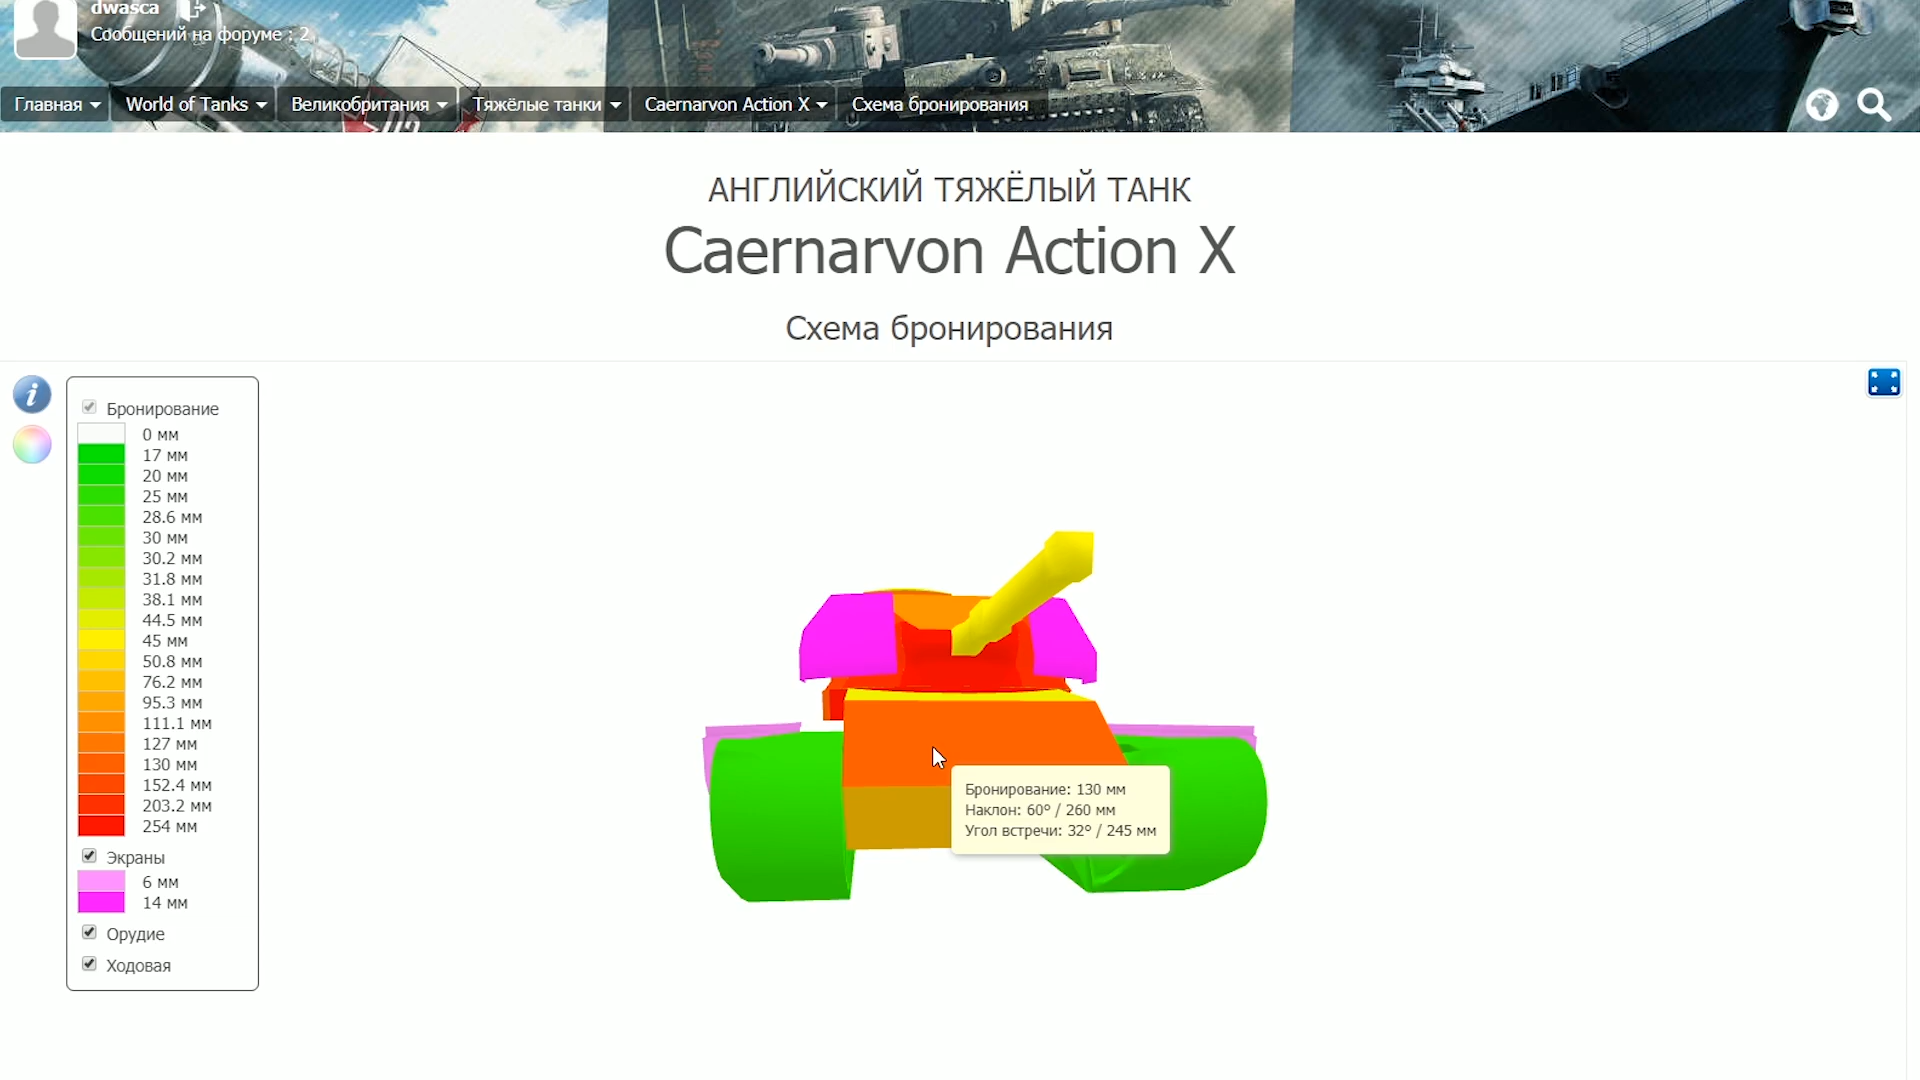 dwasca
Сообщений на форуме : 2
Главная World of Tanks Великобритания Тяжёлые танки Caernarvon Action X Схема бронирования
АНГЛИЙСКИЙ ТЯЖЁЛЫЙ ТАНК
Caernarvon Action X
Схема бронирования
Бронирование
0 мм
17 мм
20 мм
25 мм
28.6 мм
30 мм
30.2 мм
31.8 мм
38.1 мм
44.5 мм
45 мм
50.8 мм
76.2 мм
95.3 мм
111.1 мм
127 мм
130 мм
152.4 мм
203.2 мм
254 мм
Экраны
6 мм
14 мм
Орудие
Ходовая
Бронирование: 130 мм
Наклон: 60° / 260 мм
Угол встречи: 32° / 245 мм